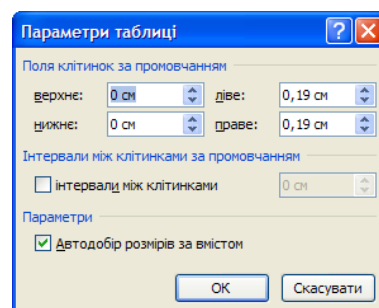 Параметри таблиці
Поля клітинок за промовчанням
верхнє: 0 см ліве: 0,19 см
нижнє: 0 см праве: 0,19 см
Інтервали між клітинками за промовчанням
інтервали між клітинками 0 см
Параметри
Автодобір розмірів за вмістом
ОК Скасувати